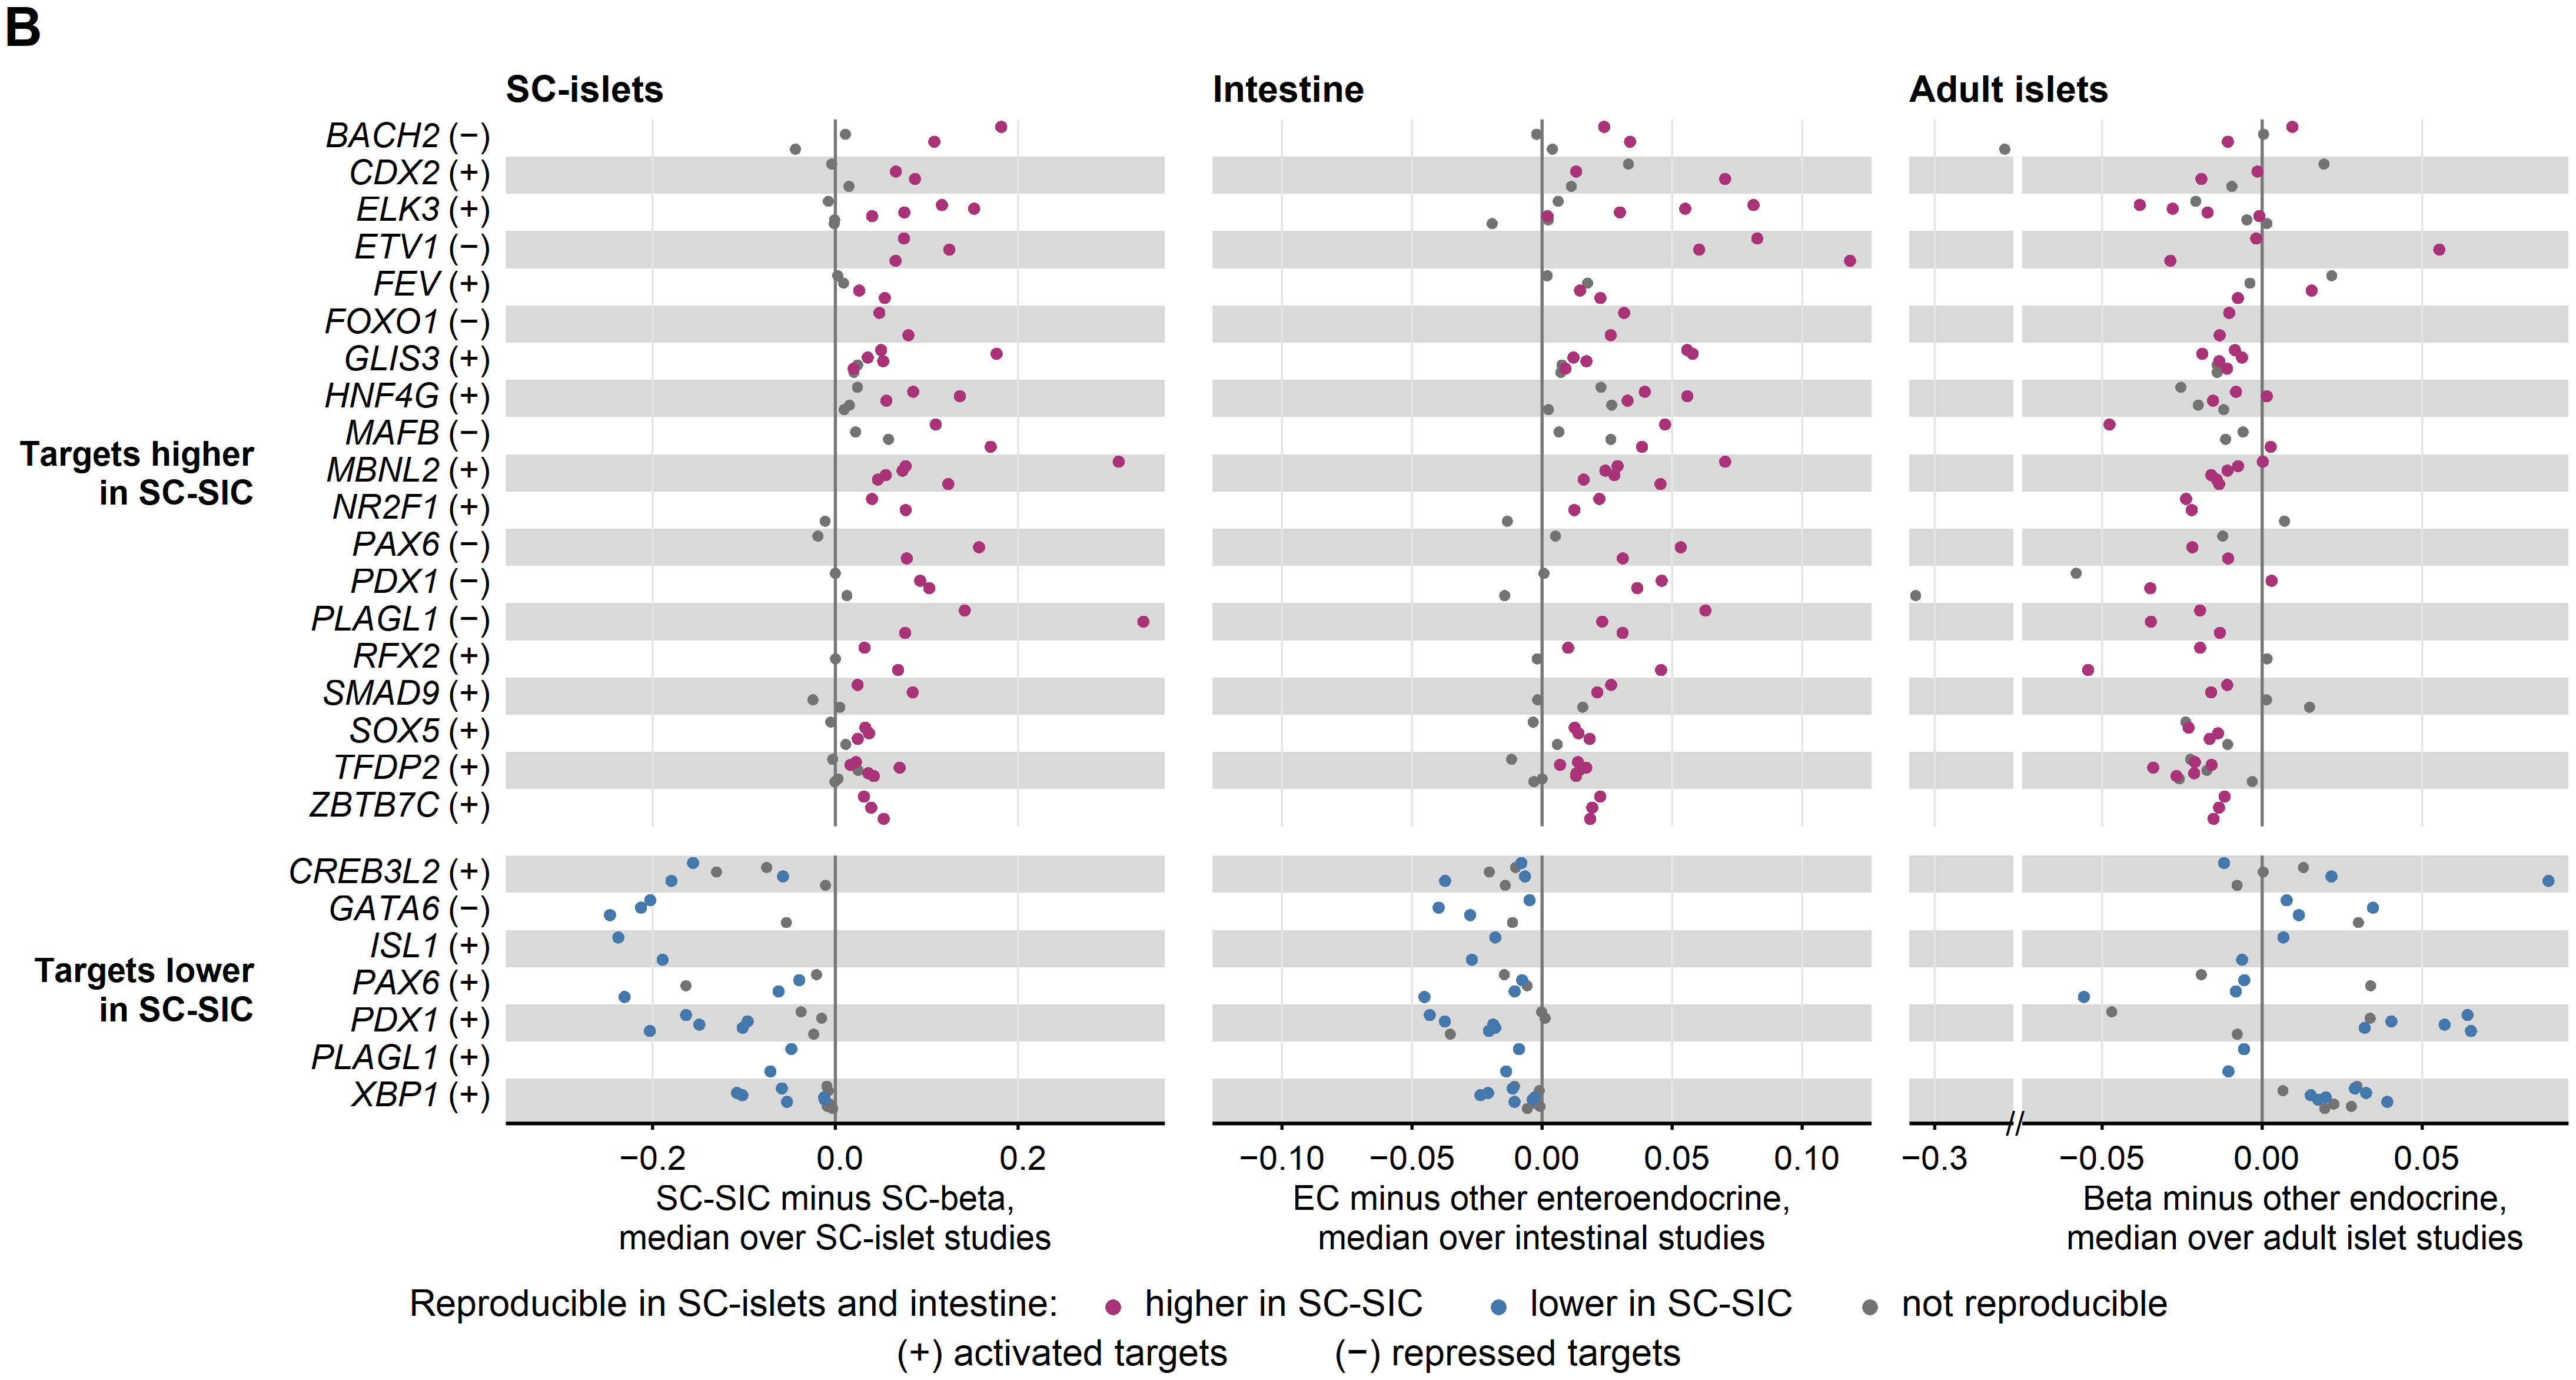 B
SC-islets
Intestine
Adult islets
Targets higher
in SC-SIC
BACH2 (−)
CDX2 (+)
ELK3 (+)
ETV1 (−)
FEV (+)
FOXO1 (−)
GLIS3 (+)
HNF4G (+)
MAFB (−)
MBNL2 (+)
NR2F1 (+)
PAX6 (−)
PDX1 (−)
PLAGL1 (−)
RFX2 (+)
SMAD9 (+)
SOX5 (+)
TFDP2 (+)
ZBTB7C (+)
Targets lower
in SC-SIC
CREB3L2 (+)
GATA6 (−)
ISL1 (+)
PAX6 (+)
PDX1 (+)
PLAGL1 (+)
XBP1 (+)
−0.2 0.0 0.2
SC-SIC minus SC-beta,
median over SC-islet studies
−0.10 −0.05 0.00 0.05 0.10
EC minus other enteroendocrine,
median over intestinal studies
//
−0.3 −0.05 0.00 0.05
Beta minus other endocrine,
median over adult islet studies
Reproducible in SC-islets and intestine: higher in SC-SIC lower in SC-SIC not reproducible
(+) activated targets (−) repressed targets